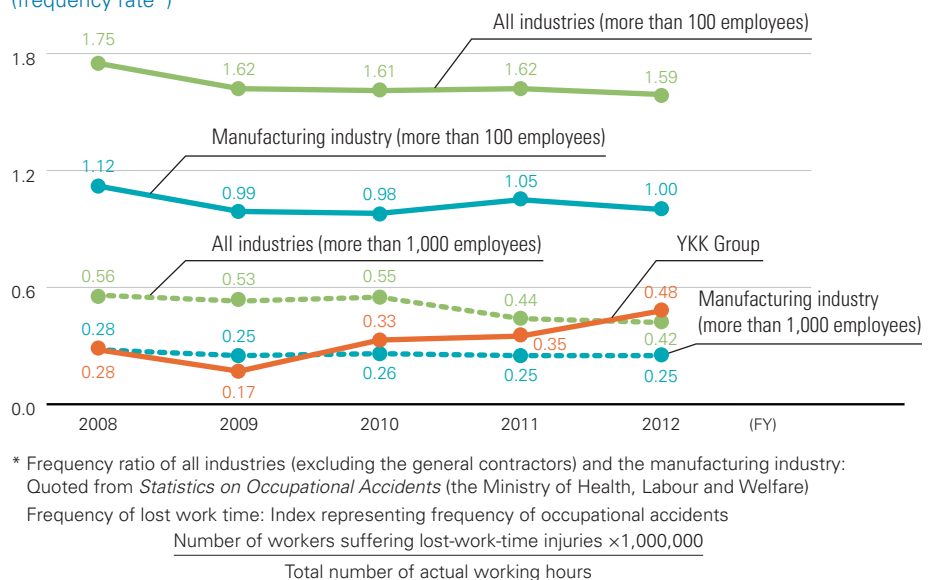 (frequency rate*)
All industries (more than 100 employees)
1.8
1.75
1.62
1.61
1.62
1.59
Manufacturing industry (more than 100 employees)
1.2
1.12
0.99
0.98
1.05
1.00
All industries (more than 1,000 employees)
YKK Group
0.6
0.56
0.53
0.55
0.44
0.48
Manufacturing industry
(more than 1,000 employees)
0.28
0.25
0.33
0.35
0.42
0.28
0.17
0.26
0.25
0.25
0.0
2008 2009 2010 2011 2012 (FY)
* Frequency ratio of all industries (excluding the general contractors) and the manufacturing industry:
Quoted from Statistics on Occupational Accidents (the Ministry of Health, Labour and Welfare)
Frequency of lost work time: Index representing frequency of occupational accidents
Number of workers suffering lost-work-time injuries ×1,000,000
Total number of actual working hours